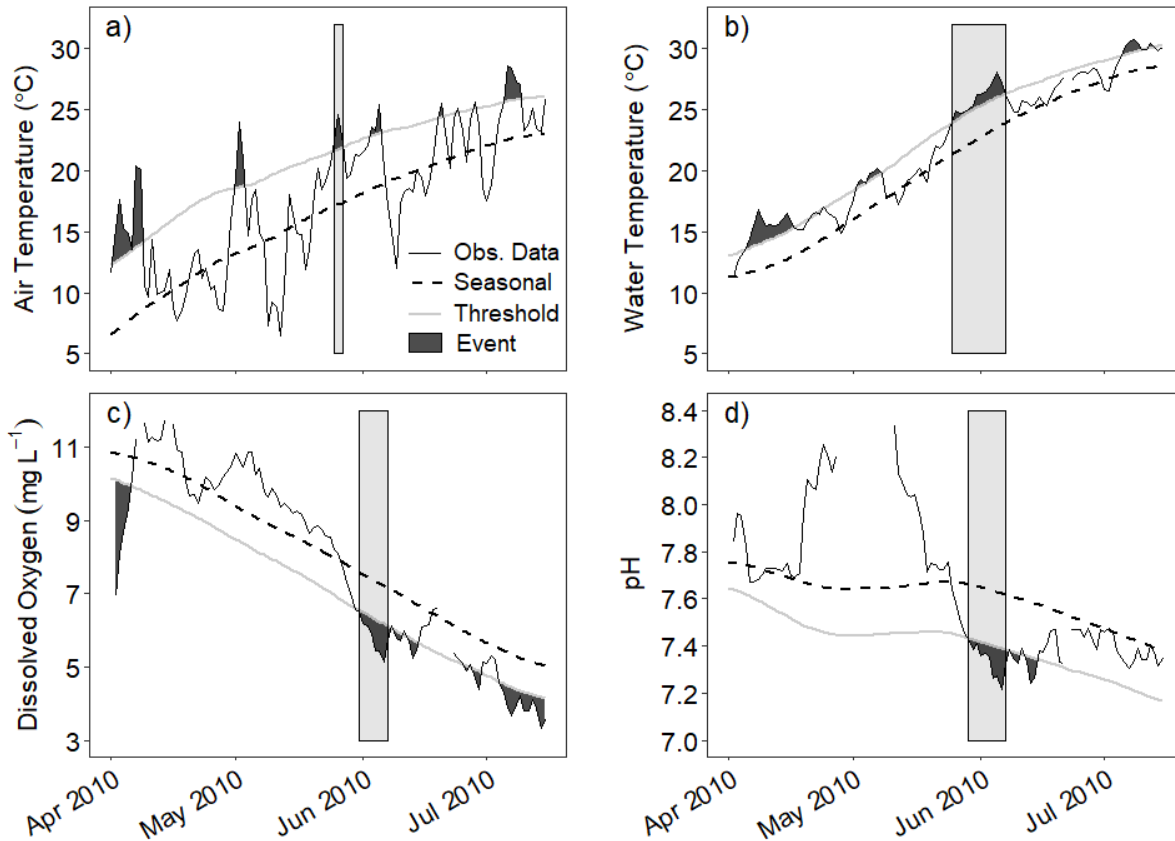 a)
Air Temperature (°C)
30
25
20
15
10
5
Obs. Data
Seasonal
Threshold
Event
b)
Water Temperature (°C)
30
25
20
15
10
5
c)
Dissolved Oxygen (mg L⁻¹)
11
9
6
5
3
Apr 2010
May 2010
Jun 2010
Jul 2010
d)
pH
8.4
8.2
8.0
7.8
7.6
7.4
7.2
7.0
Apr 2010
May 2010
Jun 2010
Jul 2010